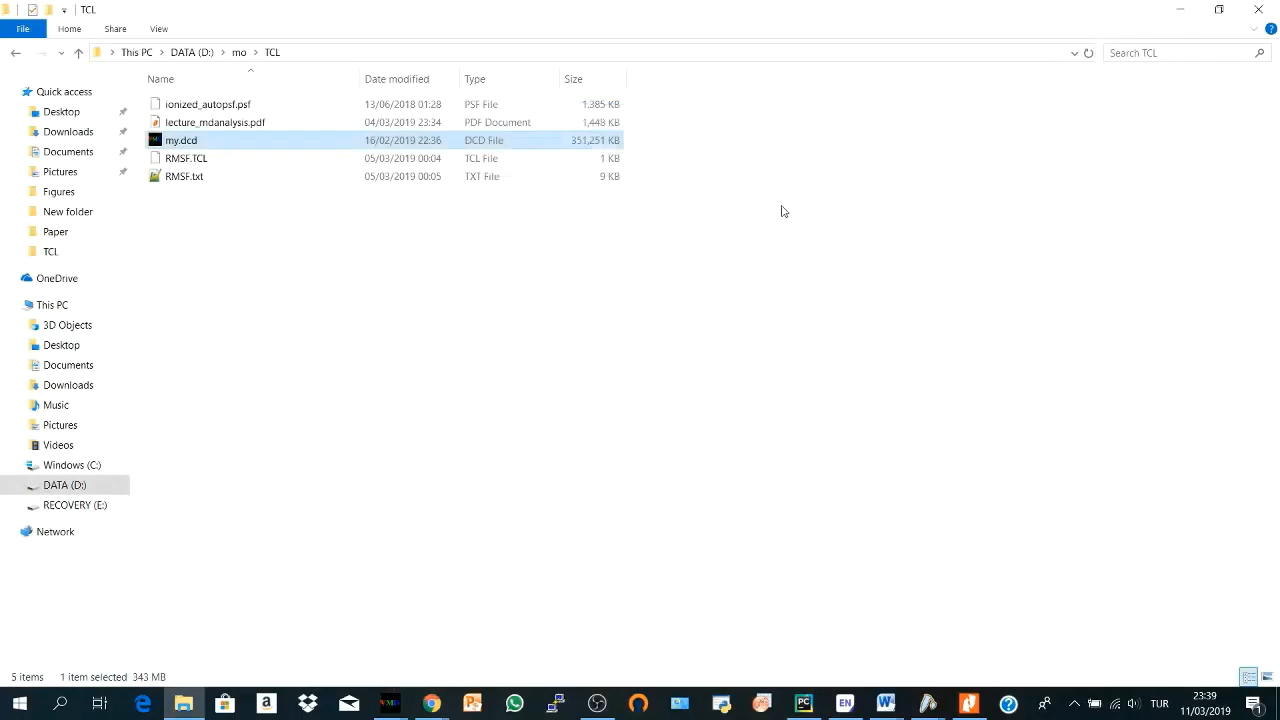 TCL
File Home Share View
This PC DATA (D:) mo TCL Search TCL
Name Date modified Type Size
ionized_autopsf.psf 13/06/2018 01:28 PSF File 1,385 KB
lecture_mdanalysis.pdf 04/03/2019 23:34 PDF Document 1,448 KB
my.dcd 16/02/2019 22:36 DCD File 351,251 KB
RMSF.TCL 05/03/2019 00:04 TCL File 1 KB
RMSF.txt 05/03/2019 00:05 TXT File 9 KB
Quick access
Desktop
Downloads
Documents
Pictures
Figures
New folder
Paper
TCL
OneDrive
This PC
3D Objects
Desktop
Documents
Downloads
Music
Pictures
Videos
Windows (C:)
DATA (D:)
RECOVERY (E:)
Network
5 items 1 item selected 343 MB
PC EN TUR 23:39
11/03/2019